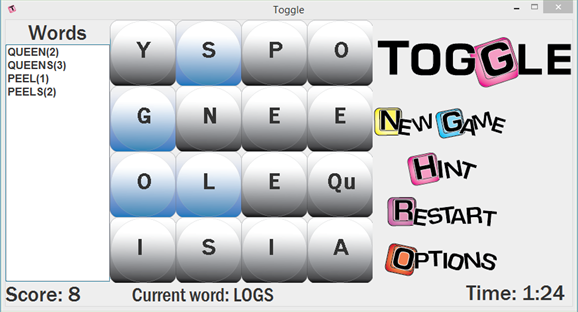 Toggle
Words
QUEEN(2)
QUEENS(3)
PEEL(1)
PEELS(2)
Y S P O
G N E E
O L E Qu
I S I A
TOGGLE
NEW GAME
HINT
RESTART
OPTIONS
Score: 8
Current word: LOGS
Time: 1:24